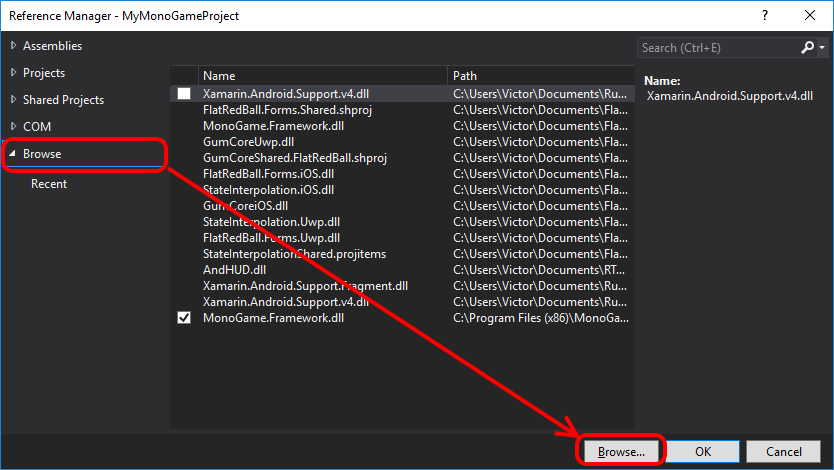 Reference Manager - MyMonoGameProject
Assemblies
Projects
Shared Projects
COM
Browse
Recent
Name Path
Xamarin.Android.Support.v4.dll C:\Users\Victor\Documents\Ru...
FlatRedBall.Forms.Shared.shproj C:\Users\Victor\Documents\Fla...
MonoGame.Framework.dll C:\Users\Victor\Documents\Fla...
GumCoreUwp.dll C:\Users\Victor\Documents\Fla...
GumCoreShared.FlatRedBall.shproj C:\Users\Victor\Documents\Fla...
FlatRedBall.Forms.iOS.dll C:\Users\Victor\Documents\Fla...
StateInterpolation.iOS.dll C:\Users\Victor\Documents\Fla...
GumCoreiOS.dll C:\Users\Victor\Documents\Fla...
StateInterpolation.Uwp.dll C:\Users\Victor\Documents\Fla...
FlatRedBall.Forms.Uwp.dll C:\Users\Victor\Documents\Fla...
StateInterpolationShared.projitems C:\Users\Victor\Documents\Fla...
AndHUD.dll C:\Users\Victor\Documents\RT...
Xamarin.Android.Support.Fragment.dll C:\Users\Victor\Documents\Ru...
Xamarin.Android.Support.v4.dll C:\Users\Victor\Documents\Ru...
MonoGame.Framework.dll C:\Program Files (x86)\MonoGa...
Search (Ctrl+E)
Name:
Xamarin.Android.Support.v4.dll
Browse... OK Cancel